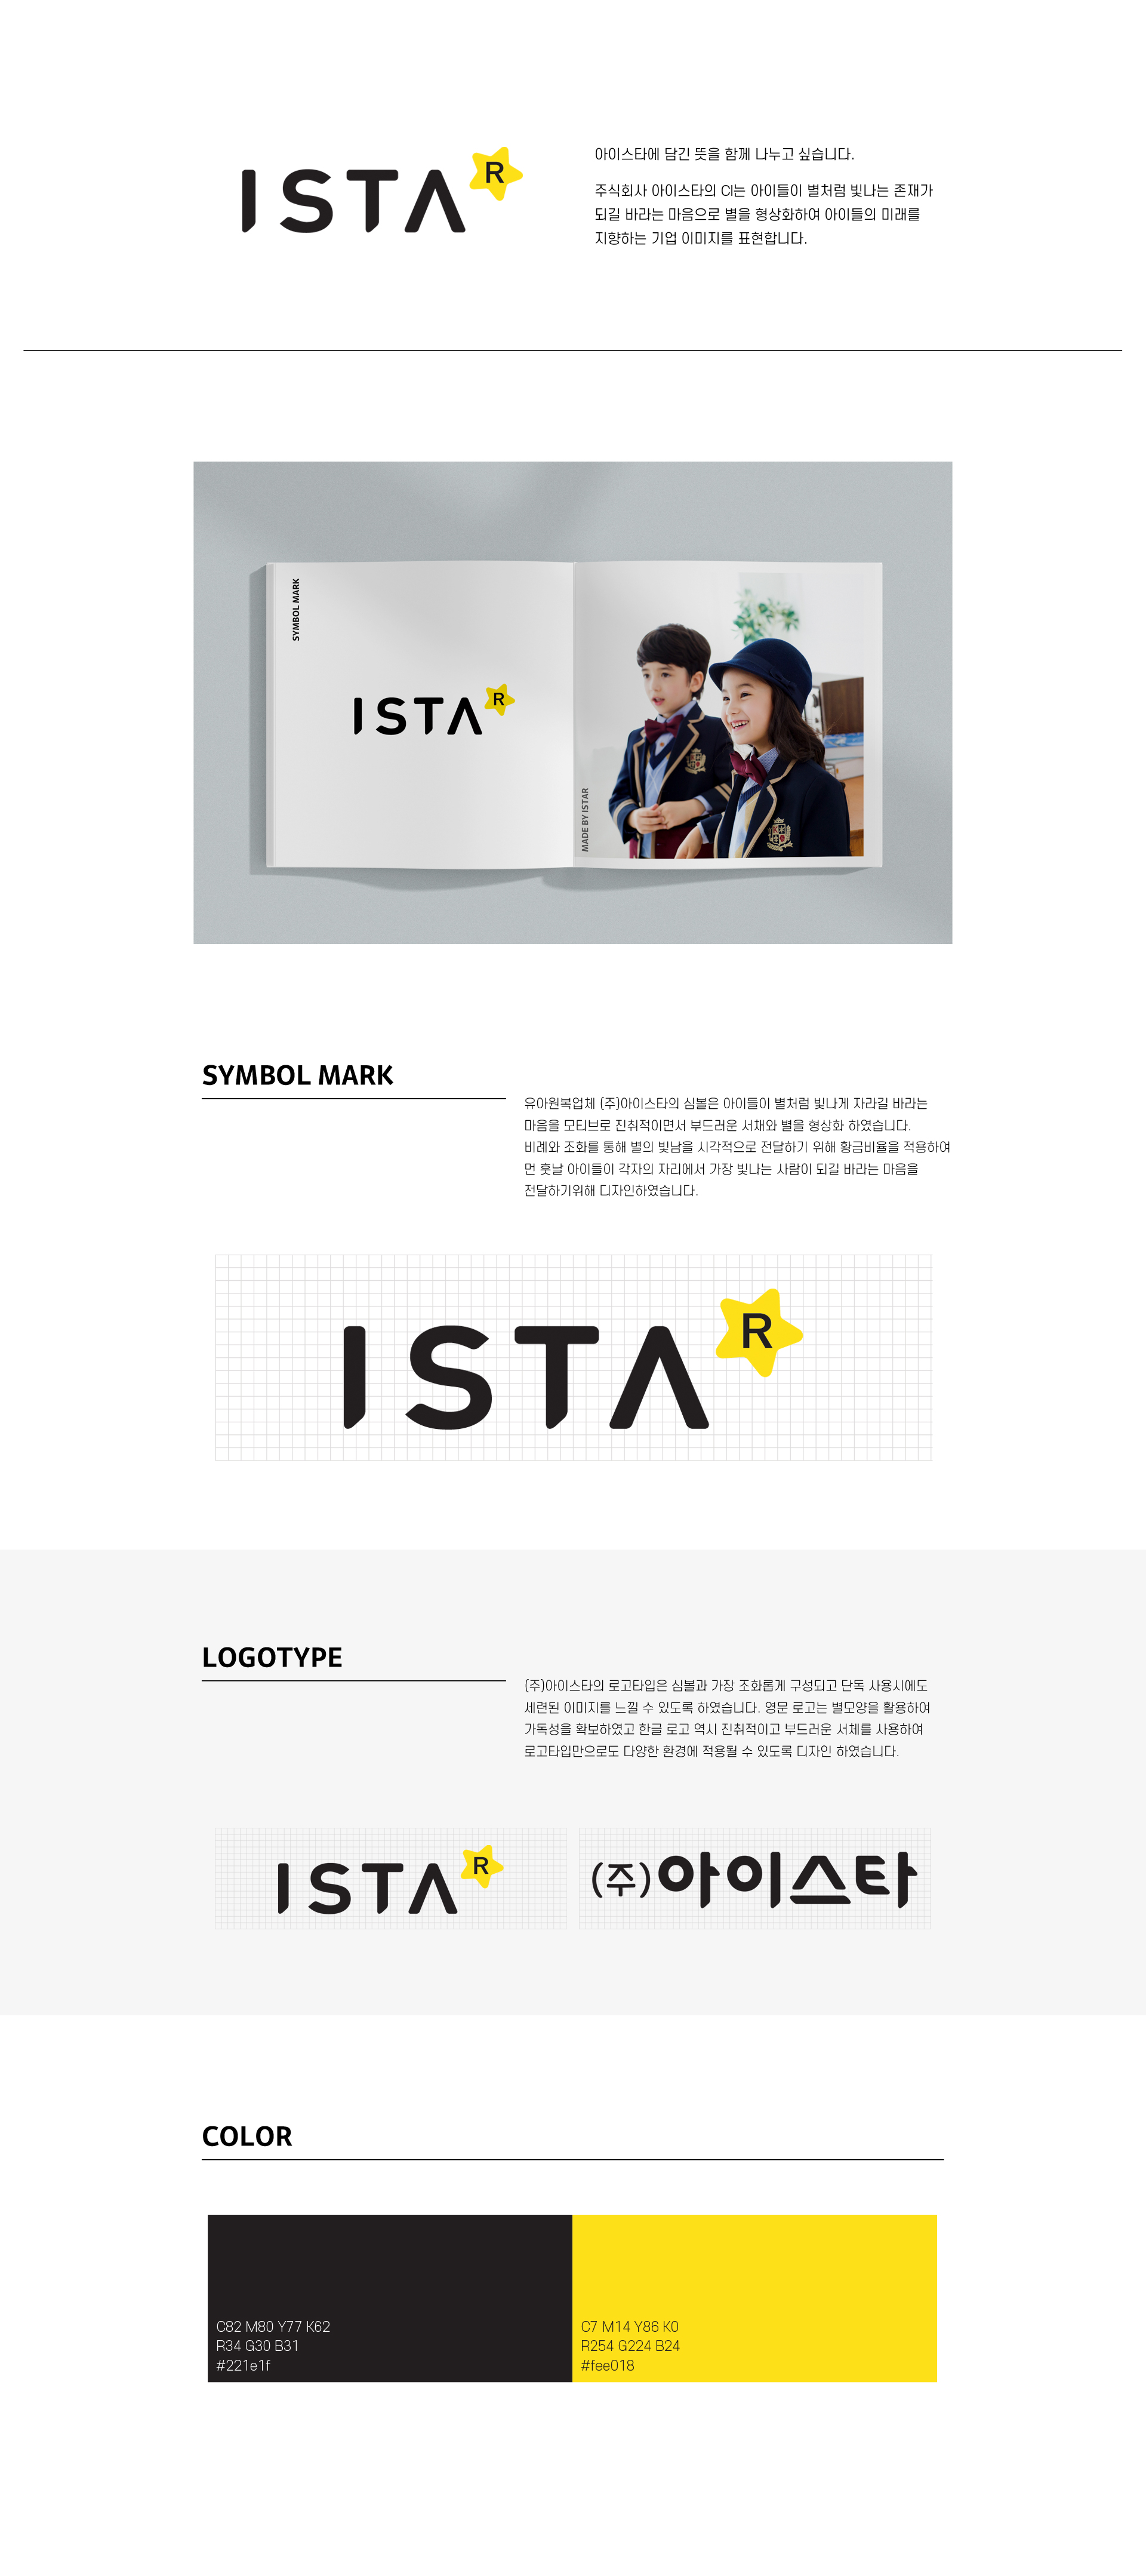 ISTA R
아이스타에 담긴 뜻을 함께 나누고 싶습니다.
주식회사 아이스타의 CI는 아이들이 별처럼 빛나는 존재가
되길 바라는 마음으로 별을 형상화하여 아이들의 미래를
지향하는 기업 이미지를 표현합니다.
SYMBOL MARK
ISTA R
MADE BY ISTAR
SYMBOL MARK
유아원복업체 (주)아이스타의 심볼은 아이들이 별처럼 빛나게 자라길 바라는
마음을 모티브로 진취적이면서 부드러운 서채와 별을 형상화 하였습니다.
비례와 조화를 통해 별의 빛남을 시각적으로 전달하기 위해 황금비율을 적용하여
먼 훗날 아이들이 각자의 자리에서 가장 빛나는 사람이 되길 바라는 마음을
전달하기위해 디자인하였습니다.
ISTA R
LOGOTYPE
(주)아이스타의 로고타입은 심볼과 가장 조화롭게 구성되고 단독 사용시에도
세련된 이미지를 느낄 수 있도록 하였습니다. 영문 로고는 별모양을 활용하여
가독성을 확보하였고 한글 로고 역시 진취적이고 부드러운 서체를 사용하여
로고타입만으로도 다양한 환경에 적용될 수 있도록 디자인 하였습니다.
ISTA R
(주)아이스타
COLOR
C82 M80 Y77 K62
R34 G30 B31
#221e1f
C7 M14 Y86 K0
R254 G224 B24
#fee018